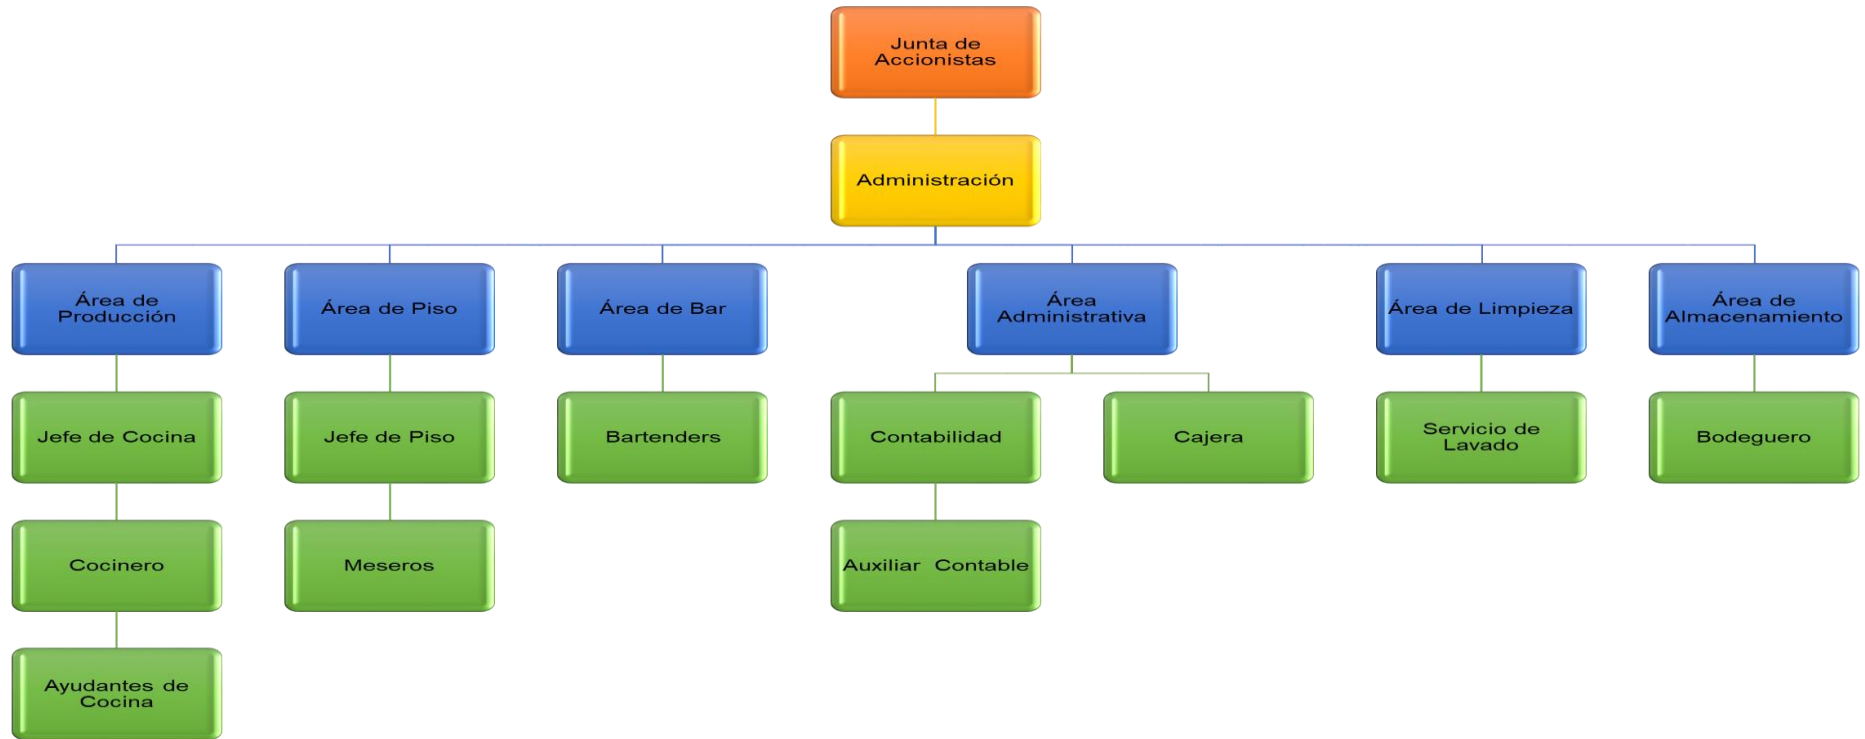 Junta de
Accionistas
Administración
Área de
Producción
Área de Piso
Área de Bar
Área
Administrativa
Área de Limpieza
Área de
Almacenamiento
Jefe de Cocina
Jefe de Piso
Bartenders
Contabilidad
Cajera
Servicio de
Lavado
Bodeguero
Cocinero
Meseros
Auxiliar Contable
Ayudantes de
Cocina